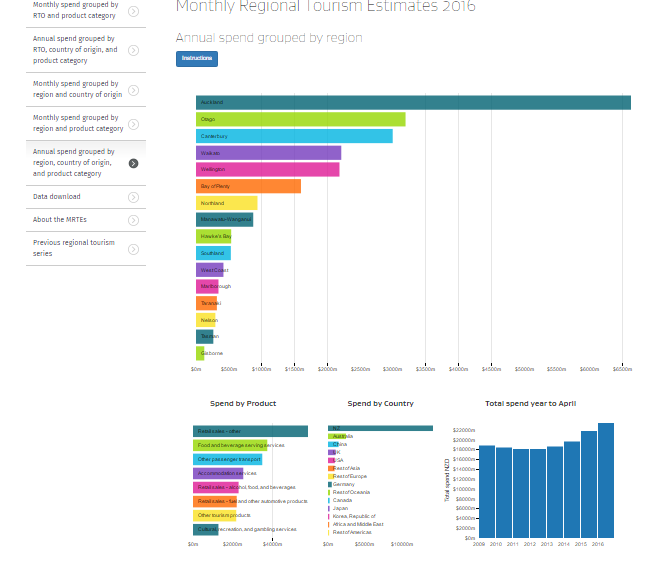 Monthly Regional Tourism Estimates 2016
Monthly spend grouped by
RTO and product category
Annual spend grouped by
RTO, country of origin, and
product category
Monthly spend grouped by
region and country of origin
Monthly spend grouped by
region and product category
Annual spend grouped by
region, country of origin,
and product category
Data download
About the MRTEs
Previous regional tourism
series
Annual spend grouped by region
Instructions
Auckland
Otago
Canterbury
Waikato
Wellington
Bay of Plenty
Northland
Manawatu-Wanganui
Hawke's Bay
Southland
West Coast
Marlborough
Taranaki
Nelson
Tasman
Gisborne
$0m $500m $1000m $1500m $2000m $2500m $3000m $3500m $4000m $4500m $5000m $5500m $6000m $6500m
Spend by Product
Retail sales - other
Food and beverage serving services
Other passenger transport
Accommodation services
Retail sales - alcohol, food, and beverages
Retail sales - fuel and other automotive products
Other tourism products
Cultural, recreation, and gambling services
$0m $2000m $4000m
Spend by Country
NZ
Australia
China
UK
USA
Rest of Asia
Rest of Europe
Germany
Rest of Oceania
Canada
Japan
Korea, Republic of
Africa and Middle East
Rest of Americas
$0m $5000m $10000m
Total spend year to April
Total spend NZD
$22000m
$20000m
$18000m
$16000m
$14000m
$12000m
$10000m
$8000m
$6000m
$4000m
$2000m
$0m
2009 2010 2011 2012 2013 2014 2015 2016